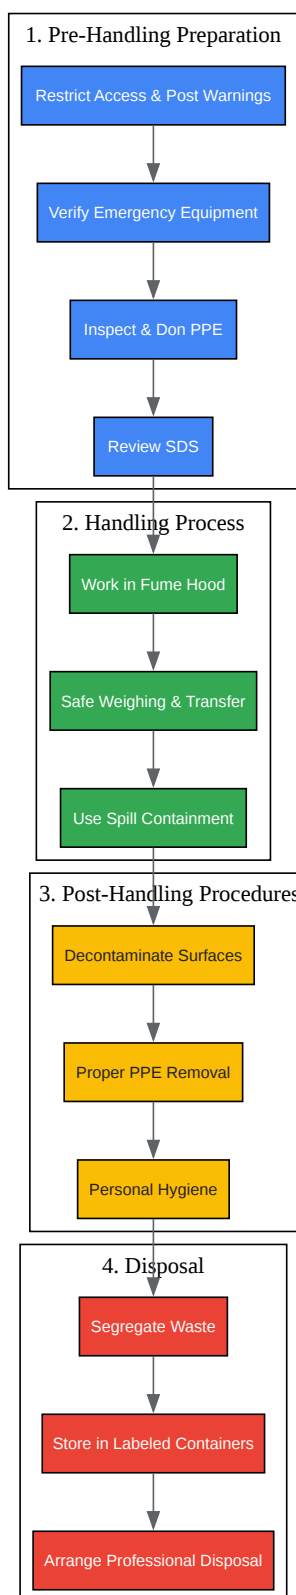 1. Pre-Handling Preparation
Restrict Access & Post Warnings
Verify Emergency Equipment
Inspect & Don PPE
Review SDS
2. Handling Process
Work in Fume Hood
Safe Weighing & Transfer
Use Spill Containment
3. Post-Handling Procedures
Decontaminate Surfaces
Proper PPE Removal
Personal Hygiene
4. Disposal
Segregate Waste
Store in Labeled Containers
Arrange Professional Disposal